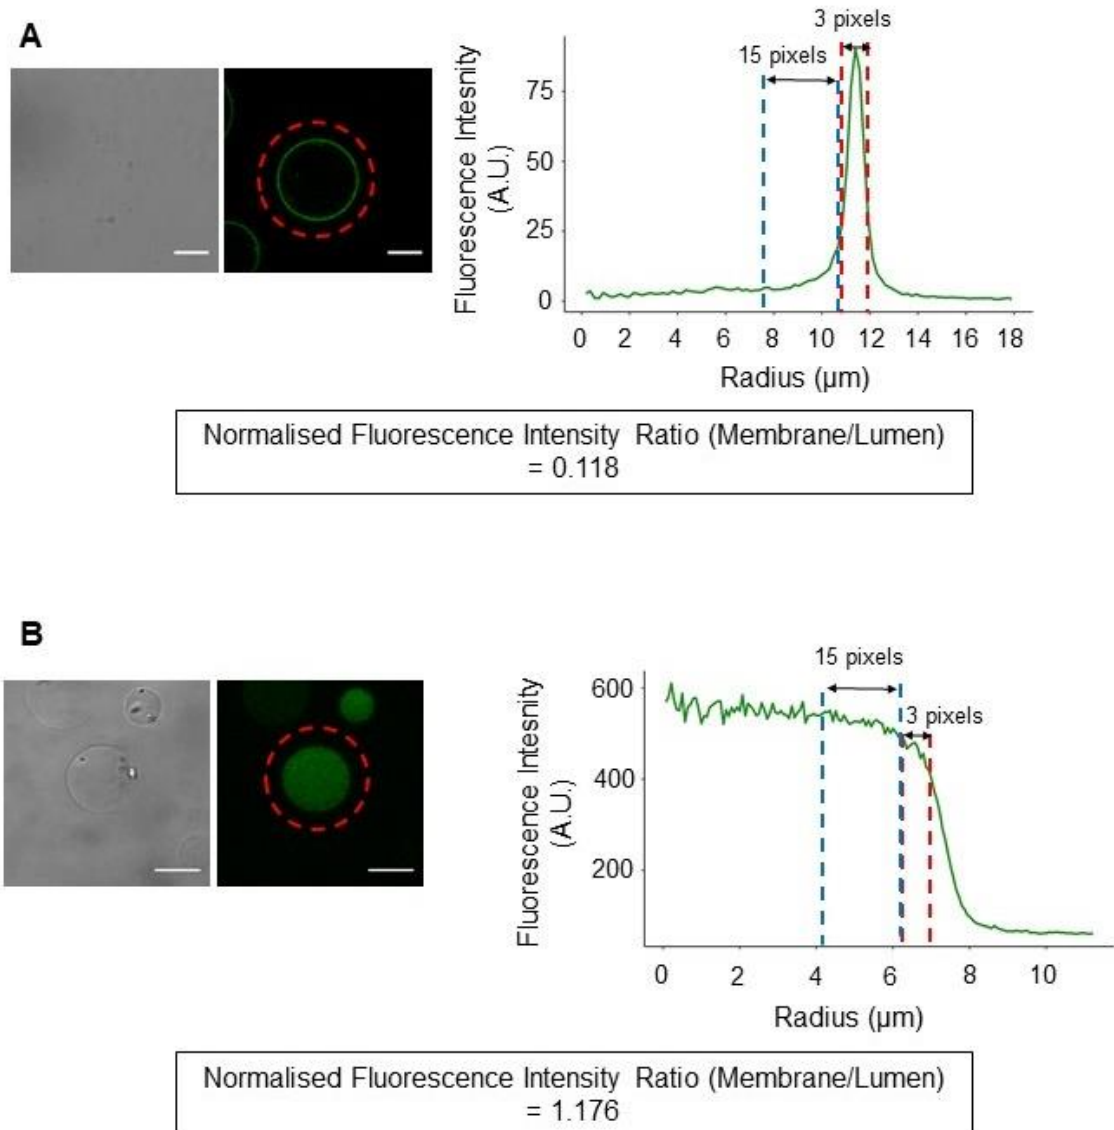 A
3 pixels
15 pixels
Fluorescence Intesnity
(A.U.)
75
50
25
0
0 2 4 6 8 10 12 14 16 18
Radius (µm)
Normalised Fluorescence Intensity Ratio (Membrane/Lumen)
= 0.118
B
15 pixels
3 pixels
Fluorescence Intesnity
(A.U.)
600
400
200
0 2 4 6 8 10
Radius (µm)
Normalised Fluorescence Intensity Ratio (Membrane/Lumen)
= 1.176